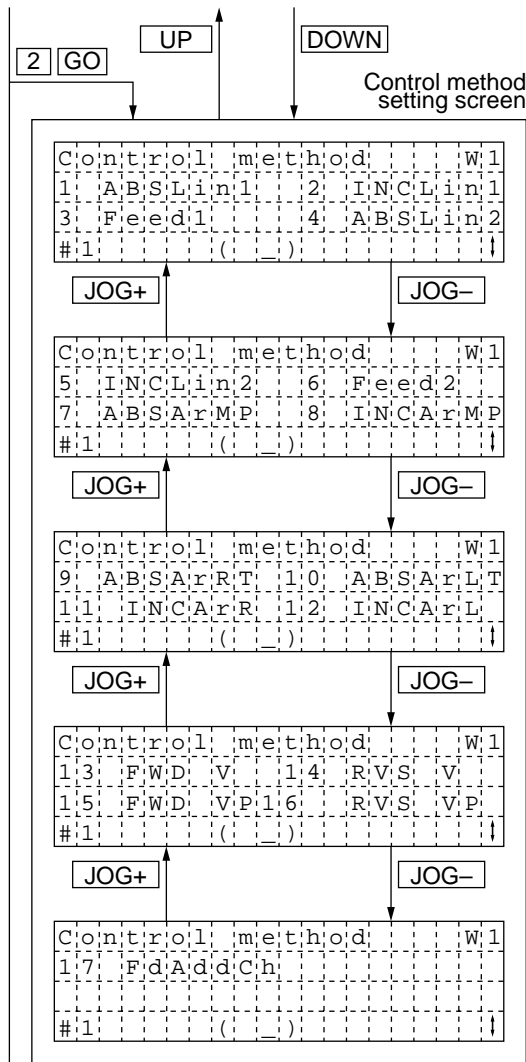 UP DOWN
2 GO
Control method
setting screen
Control method W1
1 ABSLin1 2 INCLin1
3 Feed1 4 ABSLin2
#1 ( _)
JOG+ JOG–
Control method W1
5 INCLin2 6 Feed2
7 ABSArMP 8 INCArMP
#1 ( _)
JOG+ JOG–
Control method W1
9 ABSArRT 10 ABSArLT
11 INCArR 12 INCArL
#1 ( _)
JOG+ JOG–
Control method W1
13 FWD V 14 RVS V
15 FWD VP16 RVS VP
#1 ( _)
JOG+ JOG–
Control method W1
17 FdAddCh
#1 ( _)